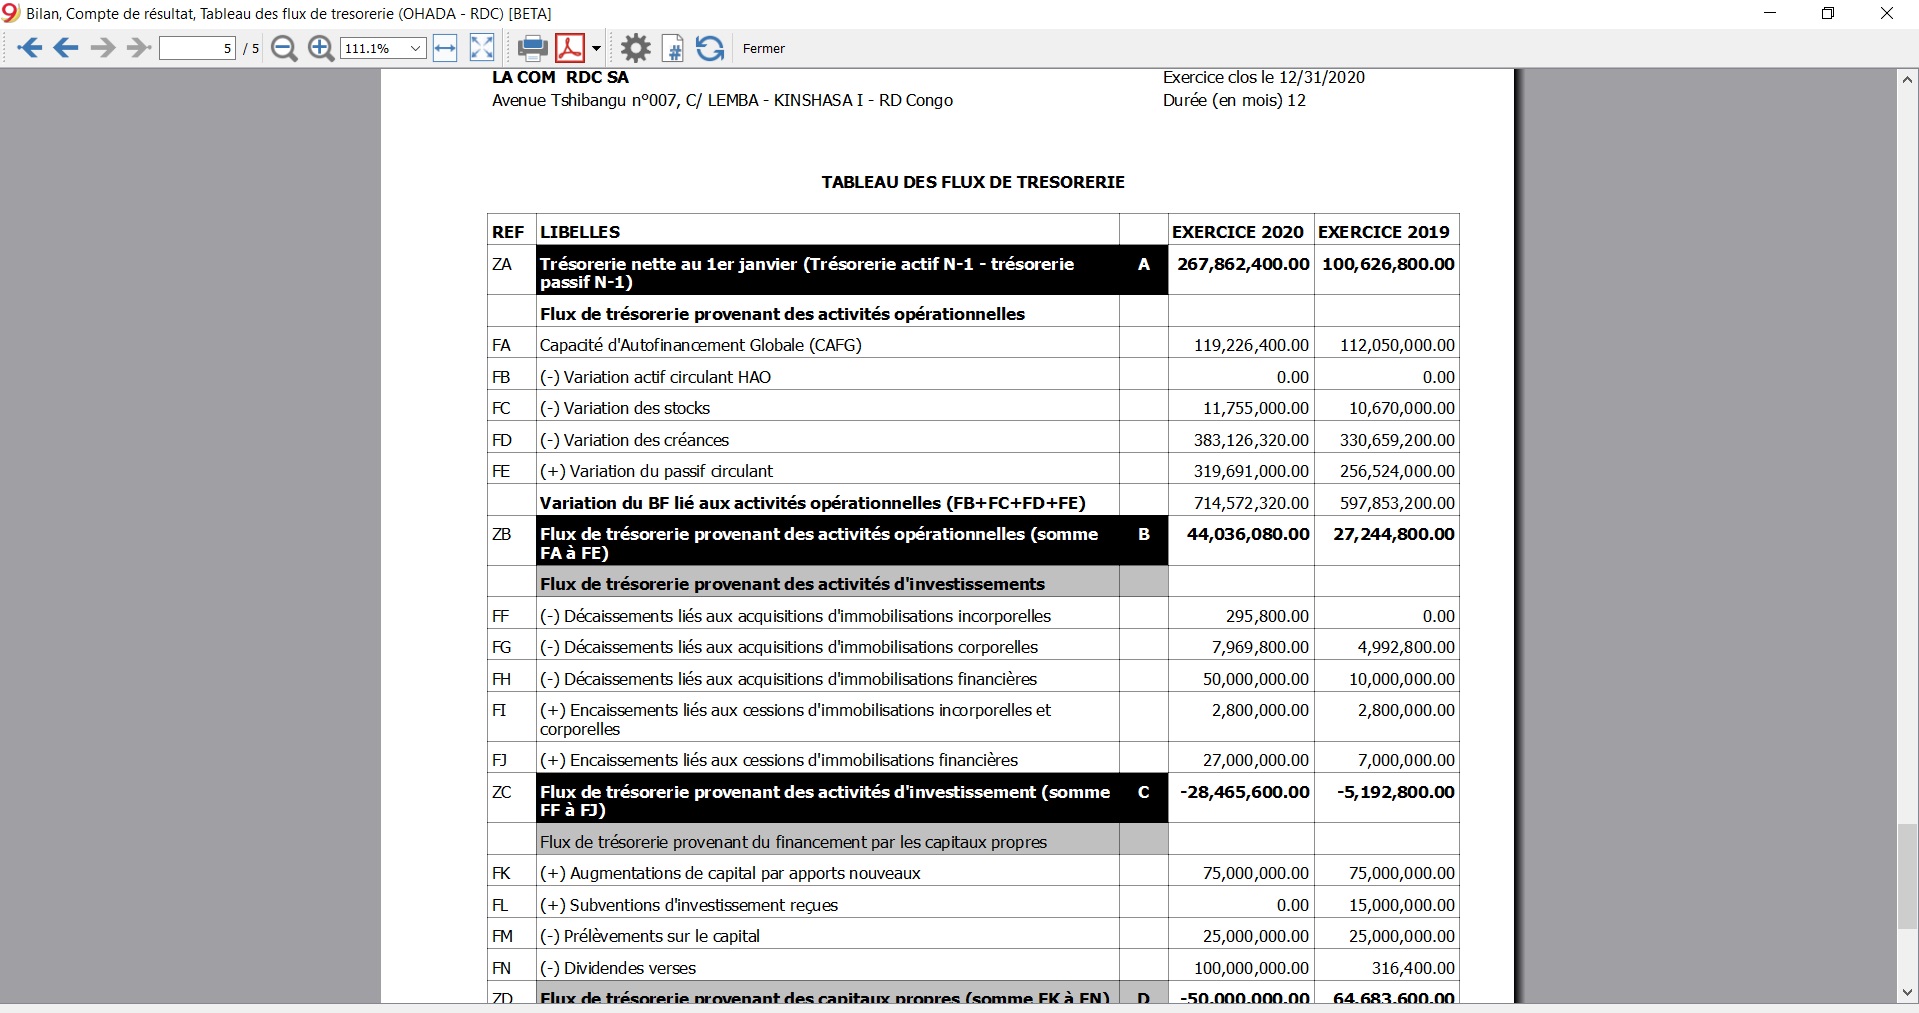 Bilan, Compte de résultat, Tableau des flux de tresorerie (OHADA - RDC) [BETA]
5 / 5 111.1% Fermer
LA COM RDC SA Exercice clos le 12/31/2020
Avenue Tshibangu n°007, C/ LEMBA - KINSHASA I - RD Congo Durée (en mois) 12
TABLEAU DES FLUX DE TRESORERIE
REF LIBELLES EXERCICE 2020 EXERCICE 2019
ZA Trésorerie nette au 1er janvier (Trésorerie actif N-1 - trésorerie A 267,862,400.00 100,626,800.00
passif N-1)
Flux de trésorerie provenant des activités opérationnelles
FA Capacité d'Autofinancement Globale (CAFG) 119,226,400.00 112,050,000.00
FB (-) Variation actif circulant HAO 0.00 0.00
FC (-) Variation des stocks 11,755,000.00 10,670,000.00
FD (-) Variation des créances 383,126,320.00 330,659,200.00
FE (+) Variation du passif circulant 319,691,000.00 256,524,000.00
Variation du BF lié aux activités opérationnelles (FB+FC+FD+FE) 714,572,320.00 597,853,200.00
ZB Flux de trésorerie provenant des activités opérationnelles (somme B 44,036,080.00 27,244,800.00
FA à FE)
Flux de trésorerie provenant des activités d'investissements
FF (-) Décaissements liés aux acquisitions d'immobilisations incorporelles 295,800.00 0.00
FG (-) Décaissements liés aux acquisitions d'immobilisations corporelles 7,969,800.00 4,992,800.00
FH (-) Décaissements liés aux acquisitions d'immobilisations financières 50,000,000.00 10,000,000.00
FI (+) Encaissements liés aux cessions d'immobilisations incorporelles et 2,800,000.00 2,800,000.00
corporelles
FJ (+) Encaissements liés aux cessions d'immobilisations financières 27,000,000.00 7,000,000.00
ZC Flux de trésorerie provenant des activités d'investissement (somme C -28,465,600.00 -5,192,800.00
FF à FJ)
Flux de trésorerie provenant du financement par les capitaux propres
FK (+) Augmentations de capital par apports nouveaux 75,000,000.00 75,000,000.00
FL (+) Subventions d'investissement reçues 0.00 15,000,000.00
FM (-) Prélèvements sur le capital 25,000,000.00 25,000,000.00
FN (-) Dividendes verses 100,000,000.00 316,400.00
ZD Flux de trésorerie provenant des capitaux propres (somme FK à FN) D -50,000,000.00 64,683,600.00